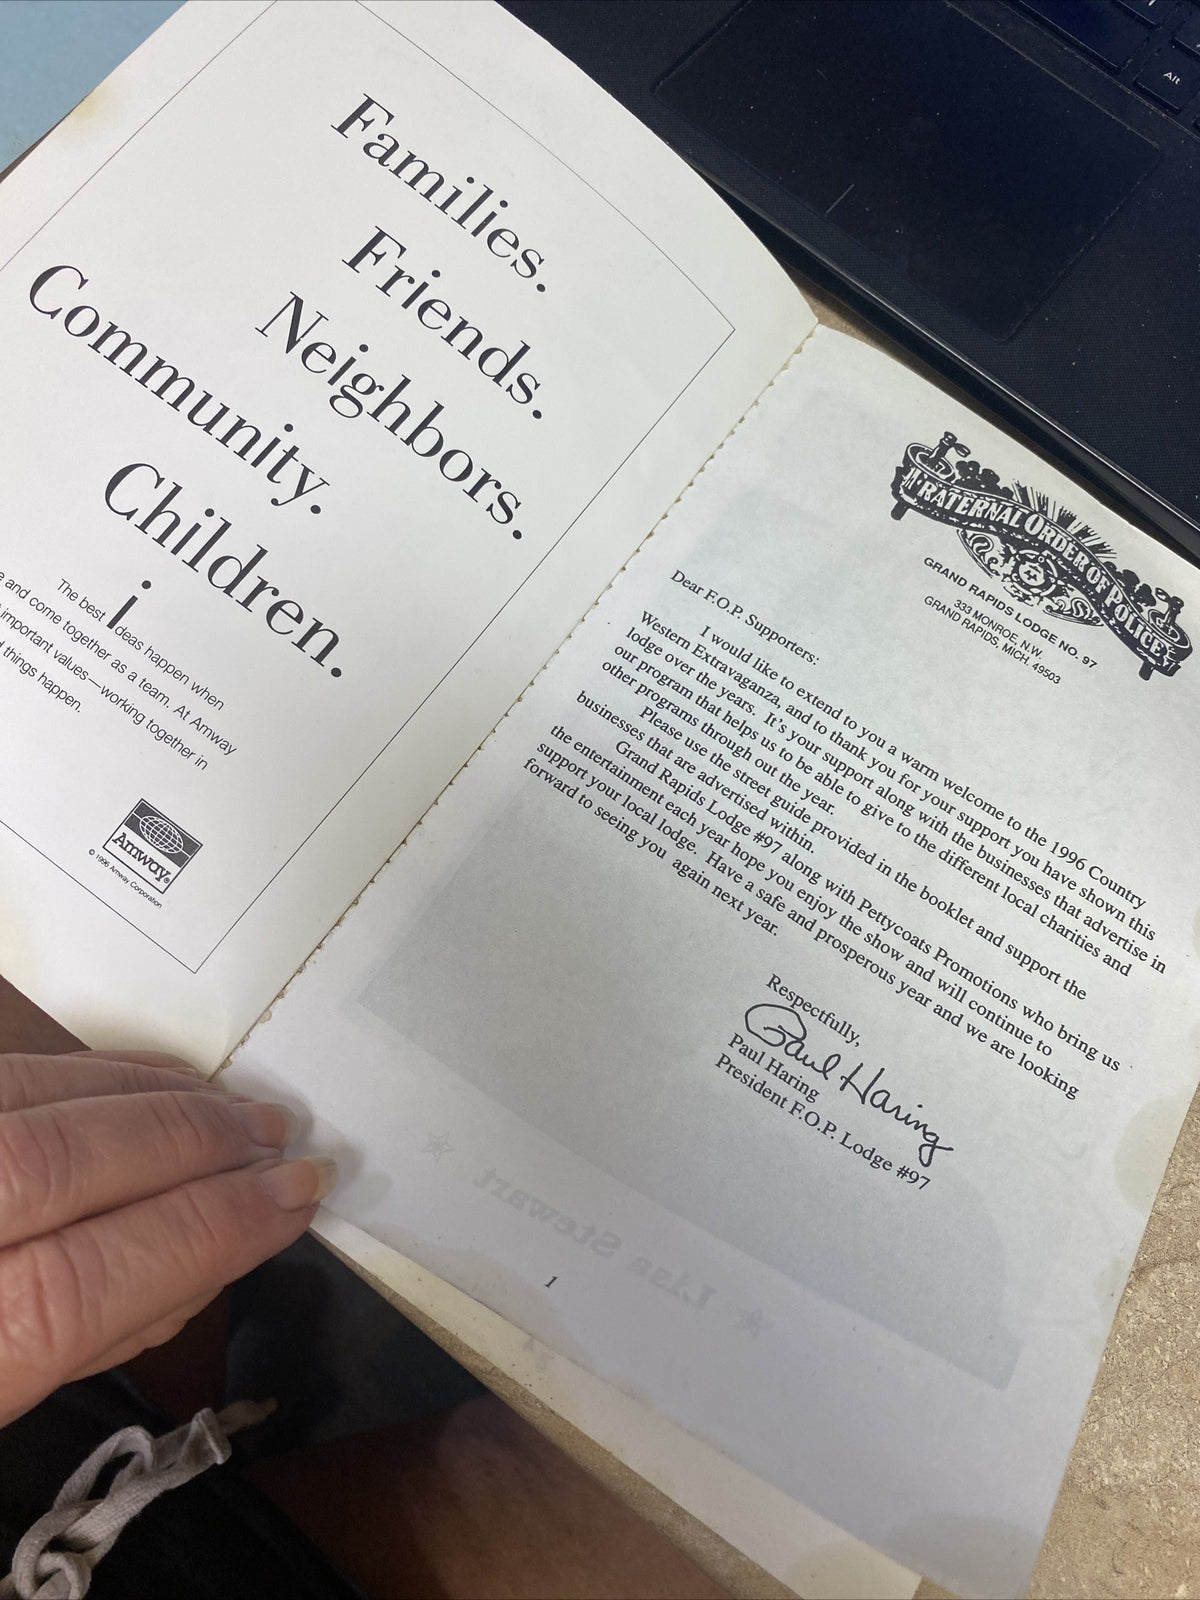 Families.
Friends.
Neighbors.
Community.
Children.
The best ideas happen when
and come together as a team. At Amway
important values—working together in
things happen.
Amway®
© 1996 Amway Corporation
FRATERNAL ORDER OF POLICE
GRAND RAPIDS LODGE NO. 97
333 MONROE, N.W.
GRAND RAPIDS, MICH. 49503
Dear F.O.P. Supporters:
I would like to extend to you a warm welcome to the 1996 Country
Western Extravaganza, and to thank you for your support you have shown this
lodge over the years. It's your support along with the businesses that advertise in
our program that helps us to be able to give to the different local charities and
other programs through out the year.
Please use the street guide provided in the booklet and support the
businesses that are advertised within.
Grand Rapids Lodge #97 along with Pettycoats Promotions who bring us
the entertainment each year hope you enjoy the show and will continue to
support your local lodge. Have a safe and prosperous year and we are looking
forward to seeing you again next year.
Respectfully,
Paul Haring
Paul Haring
President F.O.P. Lodge #97
1
Lisa Stewart
Alt